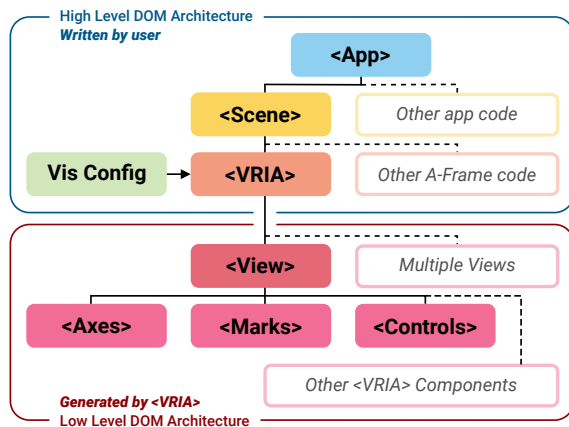 High Level DOM Architecture
Written by user
<App>
<Scene>
Other app code
Vis Config
<VRIA>
Other A-Frame code
<View>
Multiple Views
<Axes>
<Marks>
<Controls>
Other <VRIA> Components
Generated by <VRIA>
Low Level DOM Architecture